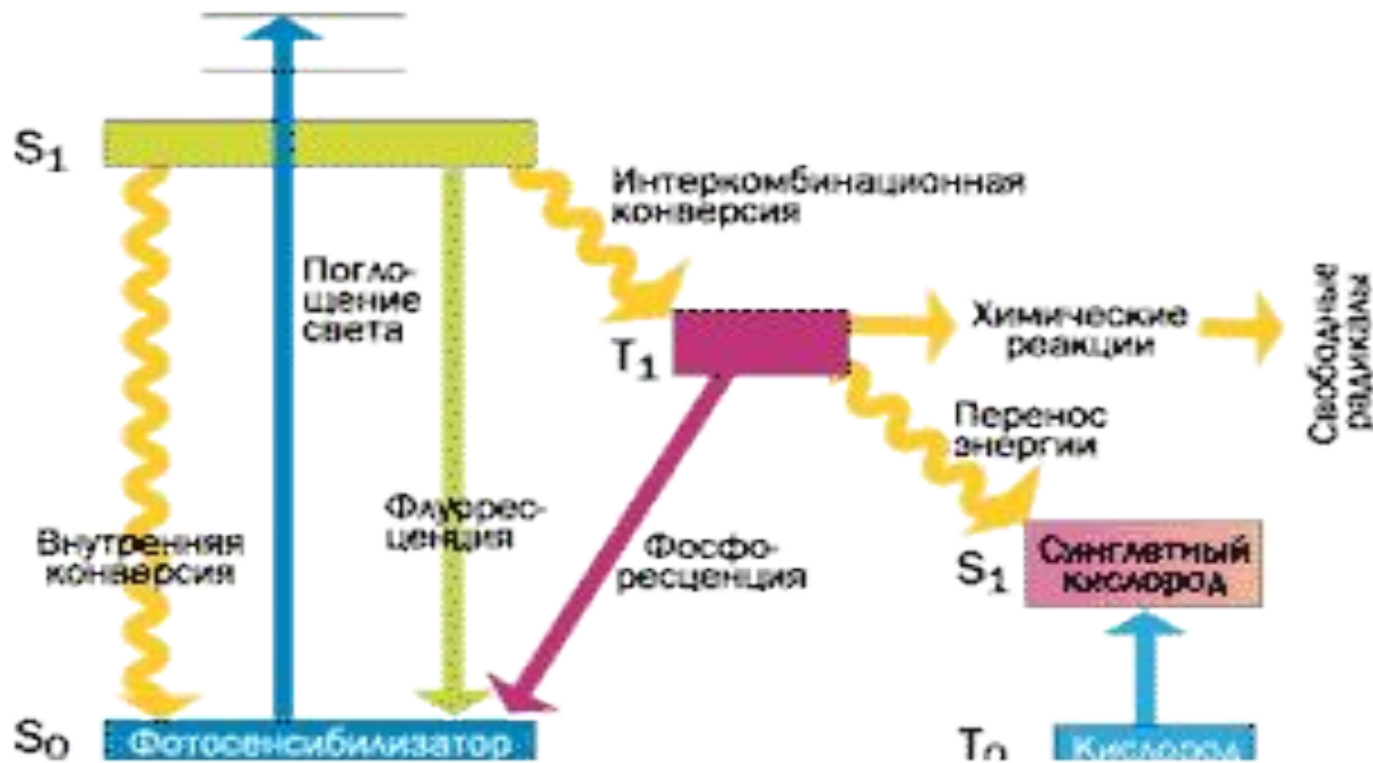 S1
Интеркомбинационная
конверсия
Погло-
щение
света
T1
Химические
реакции
Свободные
радикалы
Перенос
энергии
Флуорес-
ценция
Внутренняя
конверсия
Фосфо-
ресценция
S1
Синглетный
кислород
S0
Фотосенсибилизатор
T0
Кислород